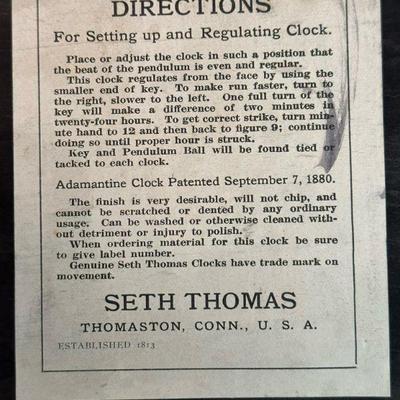 DIRECTIONS
For Setting up and Regulating Clock.
Place or adjust the clock in such a position that
the beat of the pendulum is even and regular.
This clock regulates from the face by using the
smaller end of key. To make run faster, turn to
the right, slower to the left. One full turn of the
key will make a difference of two minutes in
twenty-four hours. To get correct strike, turn min-
ute hand to 12 and then back to figure 9; continue
doing so until proper hour is struck.
Key and Pendulum Ball will be found tied or
tacked to each clock.
Adamantine Clock Patented September 7, 1880.
The finish is very desirable, will not chip, and
cannot be scratched or dented by any ordinary
usage. Can be washed or otherwise cleaned with-
out detriment or injury to polish.
When ordering material for this clock be sure
to give label number.
Genuine Seth Thomas Clocks have trade mark on
movement.
SETH THOMAS
THOMASTON, CONN., U. S. A.
ESTABLISHED 1813